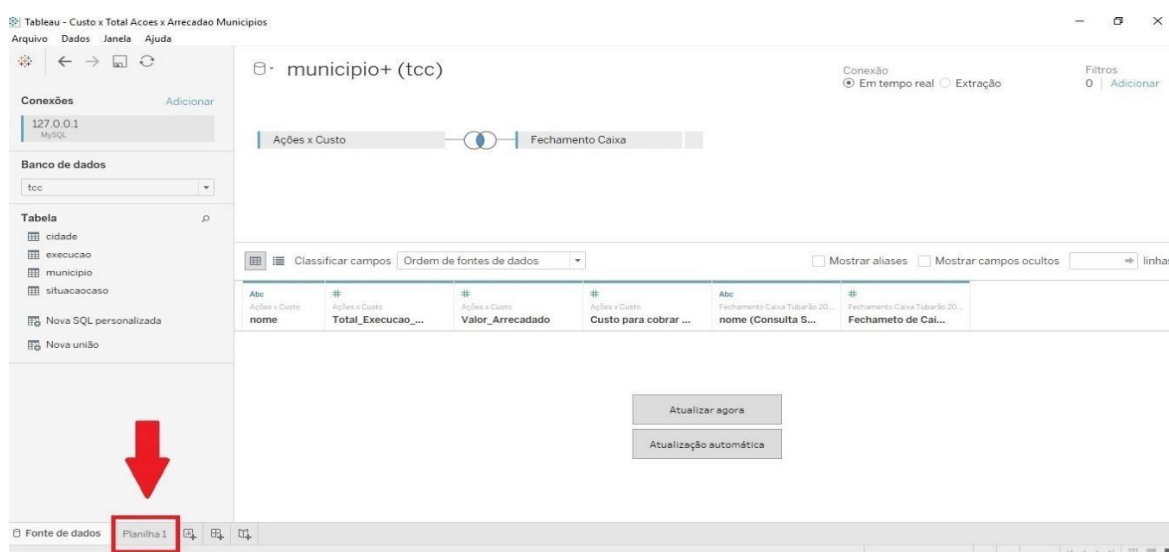 Tableau - Custo x Total Acoes x Arrecadao Municipios
Arquivo Dados Janela Ajuda
Conexões Adicionar
127.0.0.1
MySQL
Banco de dados
tcc
Tabela
cidade
execucao
municipio
situacaocaso
Nova SQL personalizada
Nova união
municipio+ (tcc)
Conexão
Em tempo real Extração
Filtros
0 Adicionar
Ações x Custo Fechamento Caixa
Classificar campos Ordem de fontes de dados Mostrar aliases Mostrar campos ocultos linhas
Abc # # # Abc #
Ações x Custo Ações x Custo Ações x Custo Ações x Custo Fechamento Caixa Tubarão 20... Fechamento Caixa Tubarão 20...
nome Total_Execucao_... Valor_Arrecadado Custo para cobrar ... nome (Consulta S... Fechameto de Cai...
Atualizar agora
Atualização automática
Fonte de dados Planilha 1